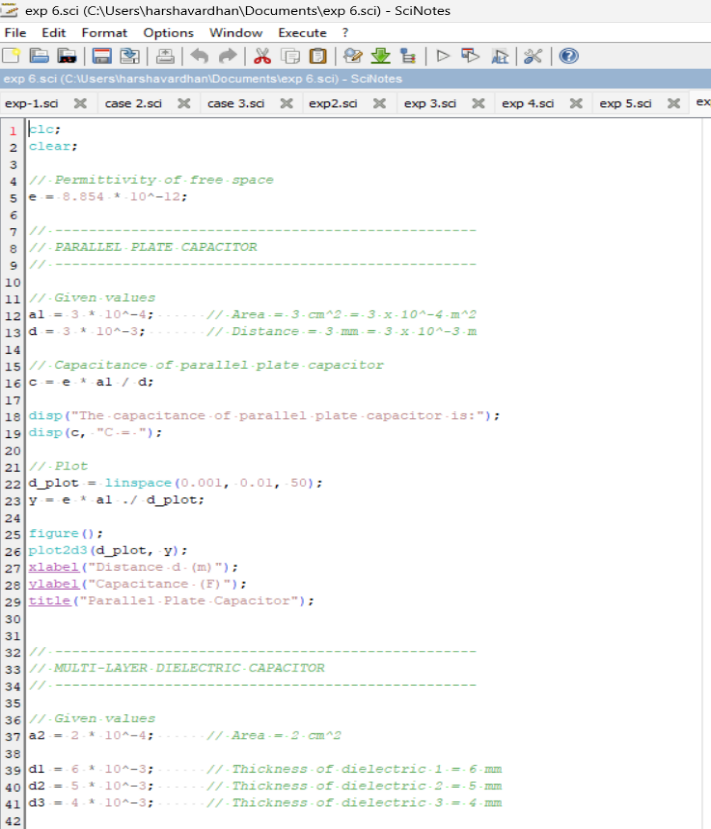 exp 6.sci (C:\Users\harshavardhan\Documents\exp 6.sci) - SciNotes
File Edit Format Options Window Execute ?
exp 6.sci (C:\Users\harshavardhan\Documents\exp 6.sci) - SciNotes
exp-1.sci case 2.sci case 3.sci exp2.sci exp 3.sci exp 4.sci exp 5.sci ex
1 clc;
2 clear;
3
4 // Permittivity of free space
5 e = 8.854 * 10^-12;
6
7 // --------------------------------------------------
8 // PARALLEL PLATE CAPACITOR
9 // --------------------------------------------------
10
11 // Given values
12 a1 = 3 * 10^-4; // Area = 3 cm^2 = 3 x 10^-4 m^2
13 d = 3 * 10^-3; // Distance = 3 mm = 3 x 10^-3 m
14
15 // Capacitance of parallel plate capacitor
16 c = e * a1 / d;
17
18 disp("The capacitance of parallel plate capacitor is:");
19 disp(c, "C = ");
20
21 // Plot
22 d_plot = linspace(0.001, 0.01, 50);
23 y = e * a1 ./ d_plot;
24
25 figure();
26 plot2d3(d_plot, y);
27 xlabel("Distance d (m)");
28 ylabel("Capacitance (F)");
29 title("Parallel Plate Capacitor");
30
31
32 // --------------------------------------------------
33 // MULTI-LAYER DIELECTRIC CAPACITOR
34 // --------------------------------------------------
35
36 // Given values
37 a2 = 2 * 10^-4; // Area = 2 cm^2
38
39 d1 = 6 * 10^-3; // Thickness of dielectric 1 = 6 mm
40 d2 = 5 * 10^-3; // Thickness of dielectric 2 = 5 mm
41 d3 = 4 * 10^-3; // Thickness of dielectric 3 = 4 mm
42